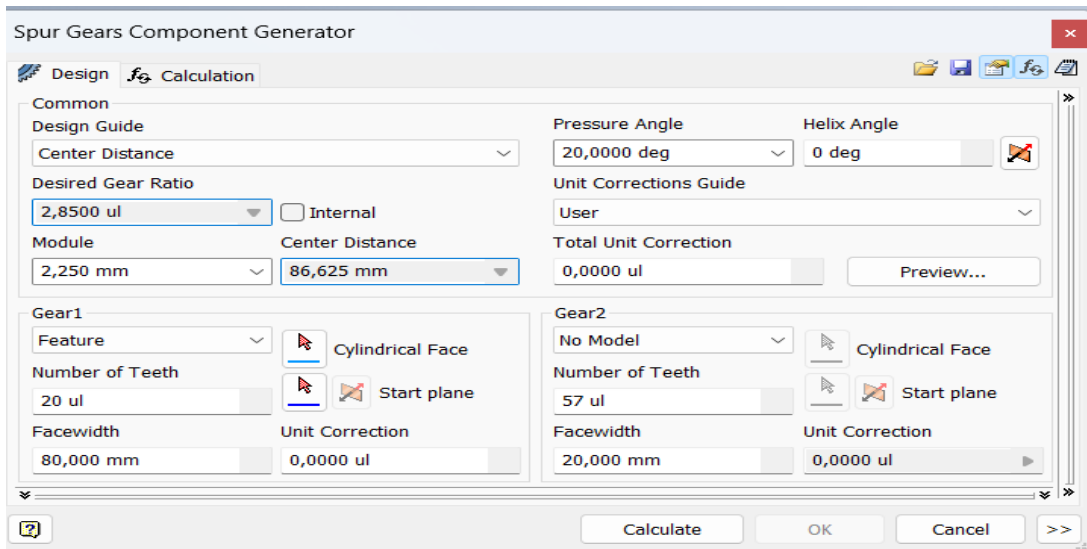 Spur Gears Component Generator
Design
Calculation
Common
Design Guide
Pressure Angle
Helix Angle
Center Distance
20,0000 deg
0 deg
Desired Gear Ratio
Unit Corrections Guide
2,8500 ul
Internal
User
Module
Center Distance
Total Unit Correction
2,250 mm
86,625 mm
0,0000 ul
Preview...
Gear1
Gear2
Feature
Cylindrical Face
No Model
Cylindrical Face
Number of Teeth
Number of Teeth
20 ul
Start plane
57 ul
Start plane
Facewidth
Unit Correction
Facewidth
Unit Correction
80,000 mm
0,0000 ul
20,000 mm
0,0000 ul
Calculate
OK
Cancel
>>